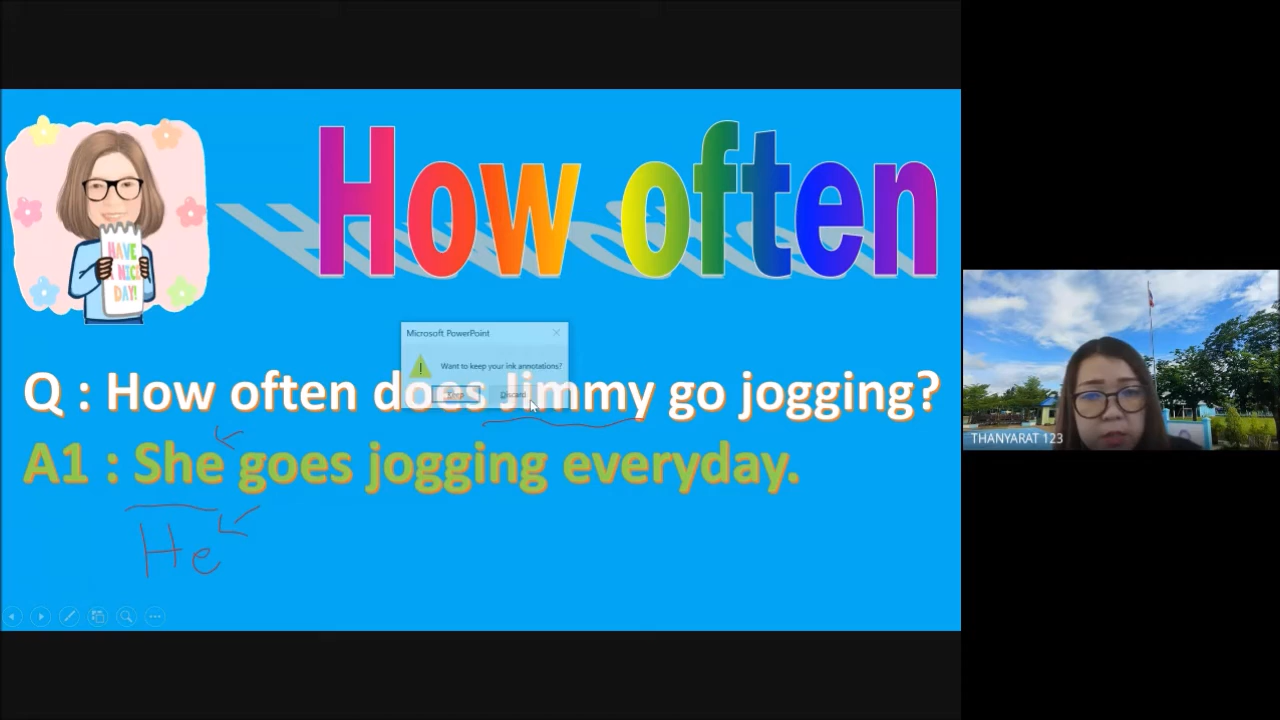 How often
HAVE
NICE
DAY!
Microsoft PowerPoint
Want to keep your ink annotations?
Keep
Discard
Q : How often does Jimmy go jogging?
A1 : She goes jogging everyday.
He
THANYARAT 123